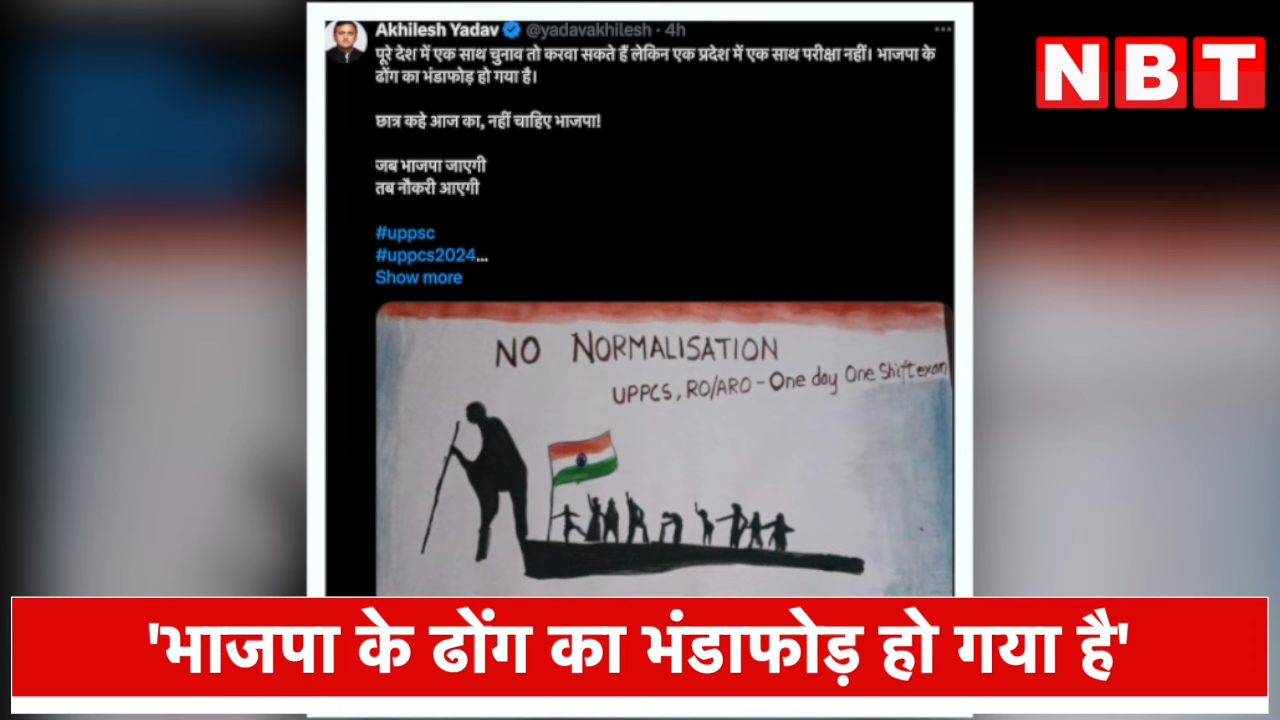 Akhilesh Yadav @yadavakhilesh · 4h
पूरे देश में एक साथ चुनाव तो करवा सकते हैं लेकिन एक प्रदेश में एक साथ परीक्षा नहीं। भाजपा के
ढोंग का भंडाफोड़ हो गया है।
छात्र कहे आज का, नहीं चाहिए भाजपा!
जब भाजपा जाएगी
तब नौकरी आएगी
#uppsc
#uppcs2024...
Show more
NBT
NO NORMALISATION
UPPCS, RO/ARO - One day One Shift exam
'भाजपा के ढोंग का भंडाफोड़ हो गया है'